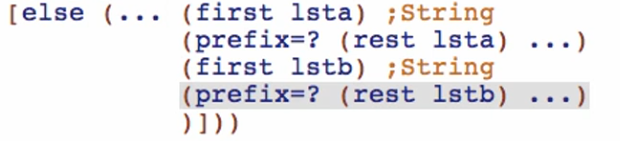 [else (... (first lsta) ;String
(prefix=? (rest lsta) ...)
(first lstb) ;String
(prefix=? (rest lstb) ...)
)]))